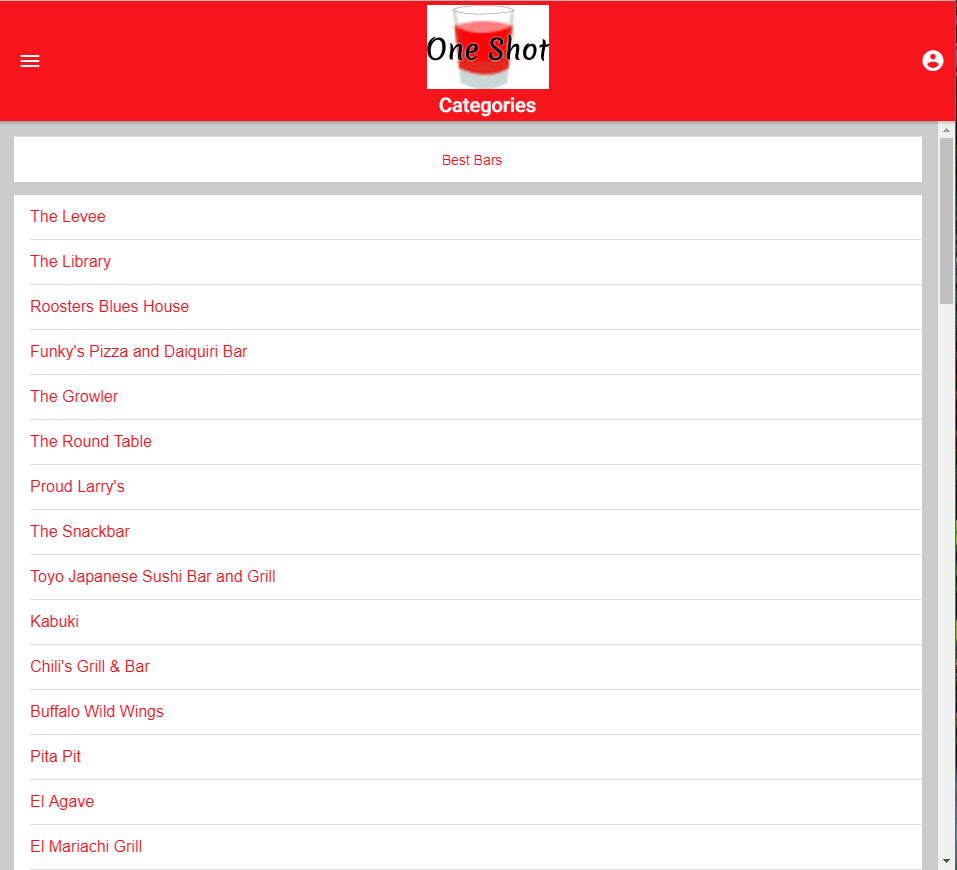 One Shot
Categories
Best Bars
The Levee
The Library
Roosters Blues House
Funky's Pizza and Daiquiri Bar
The Growler
The Round Table
Proud Larry's
The Snackbar
Toyo Japanese Sushi Bar and Grill
Kabuki
Chili's Grill & Bar
Buffalo Wild Wings
Pita Pit
El Agave
El Mariachi Grill